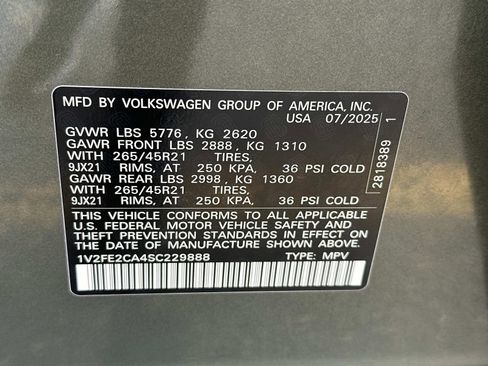 MFD BY VOLKSWAGEN GROUP OF AMERICA, INC.
USA 07/2025
GVWR LBS 5776, KG 2620
GAWR FRONT LBS 2888, KG 1310
WITH 265/45R21 TIRES,
9JX21 RIMS, AT 250 KPA, 36 PSI COLD
GAWR REAR LBS 2998, KG 1360
WITH 265/45R21 TIRES,
9JX21 RIMS, AT 250 KPA, 36 PSI COLD
THIS VEHICLE CONFORMS TO ALL APPLICABLE
U.S. FEDERAL MOTOR VEHICLE SAFETY AND
THEFT PREVENTION STANDARDS IN EFFECT ON
THE DATE OF MANUFACTURE SHOWN ABOVE
1V2FE2CA4SC229888
TYPE: MPV
2818389 1